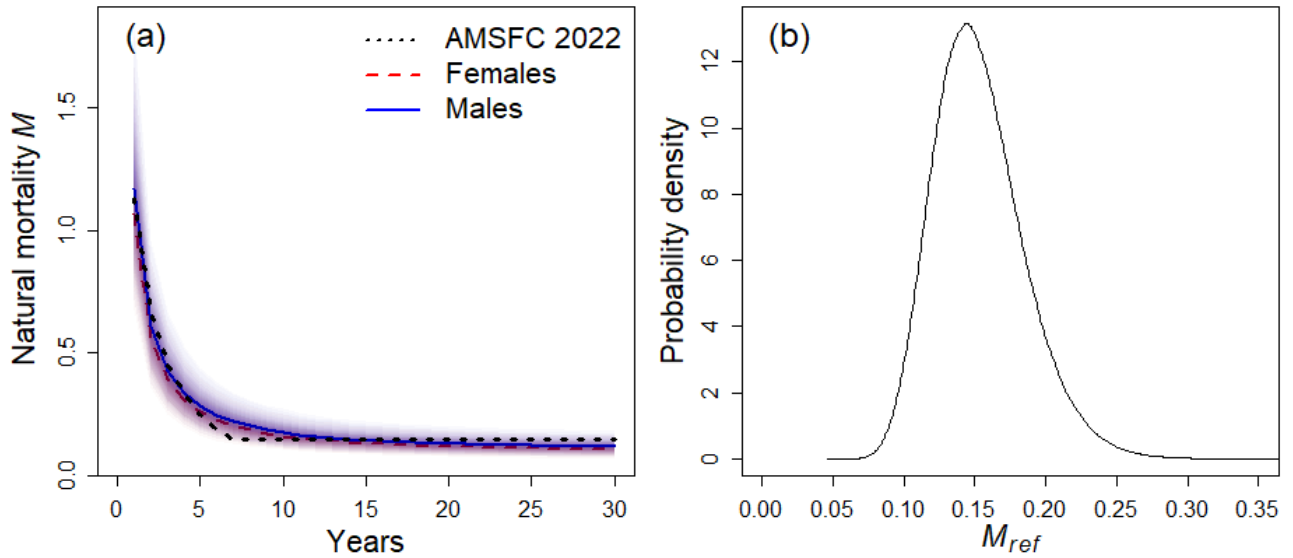 (a)
AMSFC 2022
Females
Males
Natural mortality M
0.0
0.5
1.0
1.5
0 5 10 15 20 25 30
Years
(b)
Probability density
0 2 4 6 8 10 12
0.00 0.05 0.10 0.15 0.20 0.25 0.30 0.35
M ref